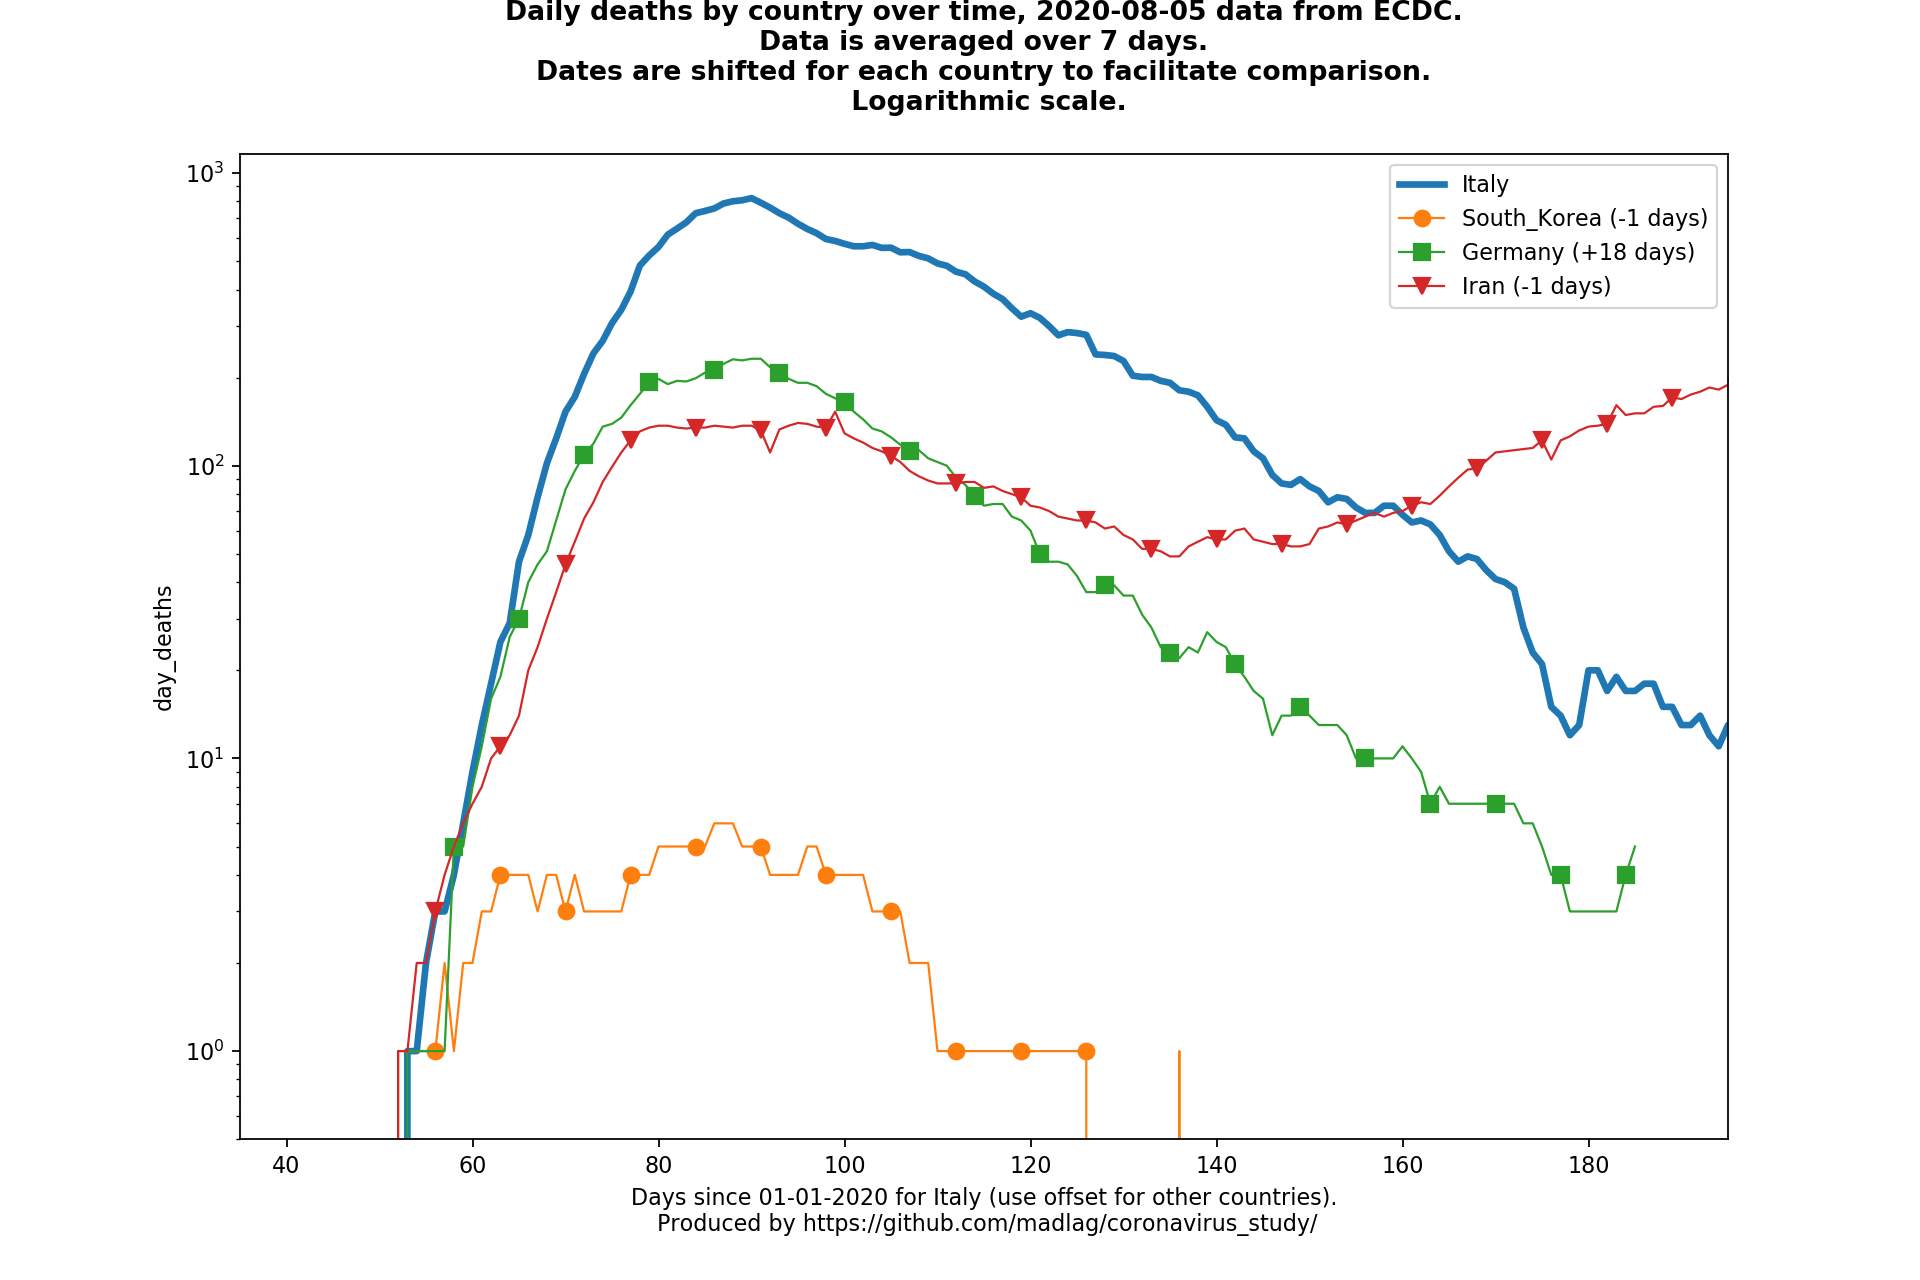 Daily deaths by country over time, 2020-08-05 data from ECDC.
Data is averaged over 7 days.
Dates are shifted for each country to facilitate comparison.
Logarithmic scale.
10³
10²
10¹
10⁰
day_deaths
Italy
South_Korea (-1 days)
Germany (+18 days)
Iran (-1 days)
40 60 80 100 120 140 160 180
Days since 01-01-2020 for Italy (use offset for other countries).
Produced by https://github.com/madlag/coronavirus_study/